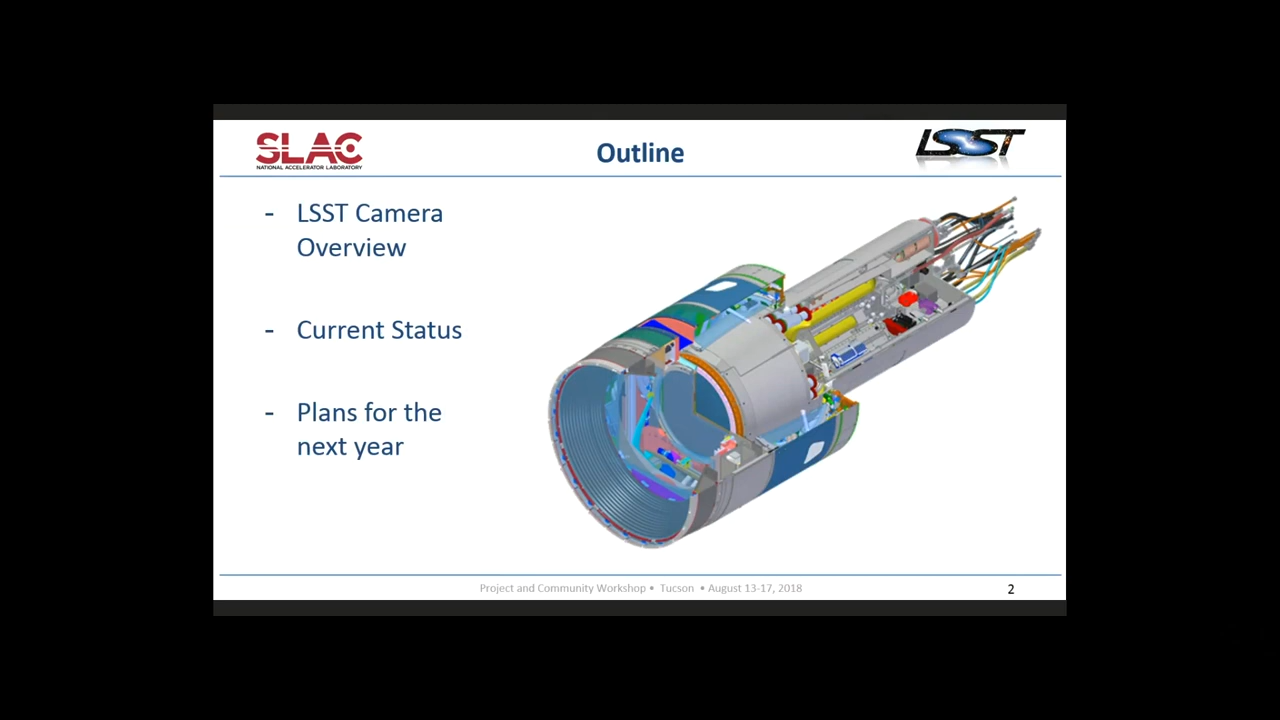 SLAC
NATIONAL ACCELERATOR LABORATORY
Outline
LSST
- LSST Camera
Overview
- Current Status
- Plans for the
next year
Project and Community Workshop ▪ Tucson ▪ August 13-17, 2018
2